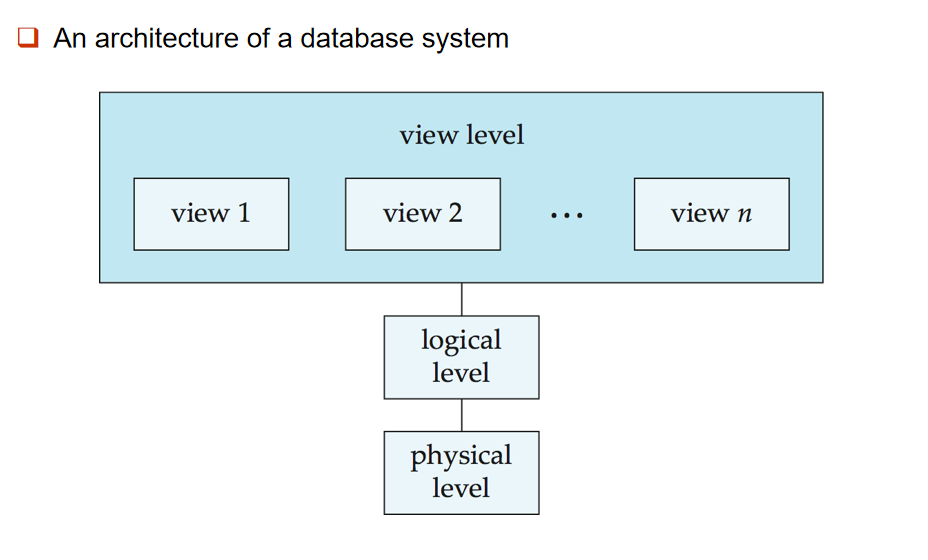 An architecture of a database system
view level
view 1
view 2
...
view n
logical
level
physical
level